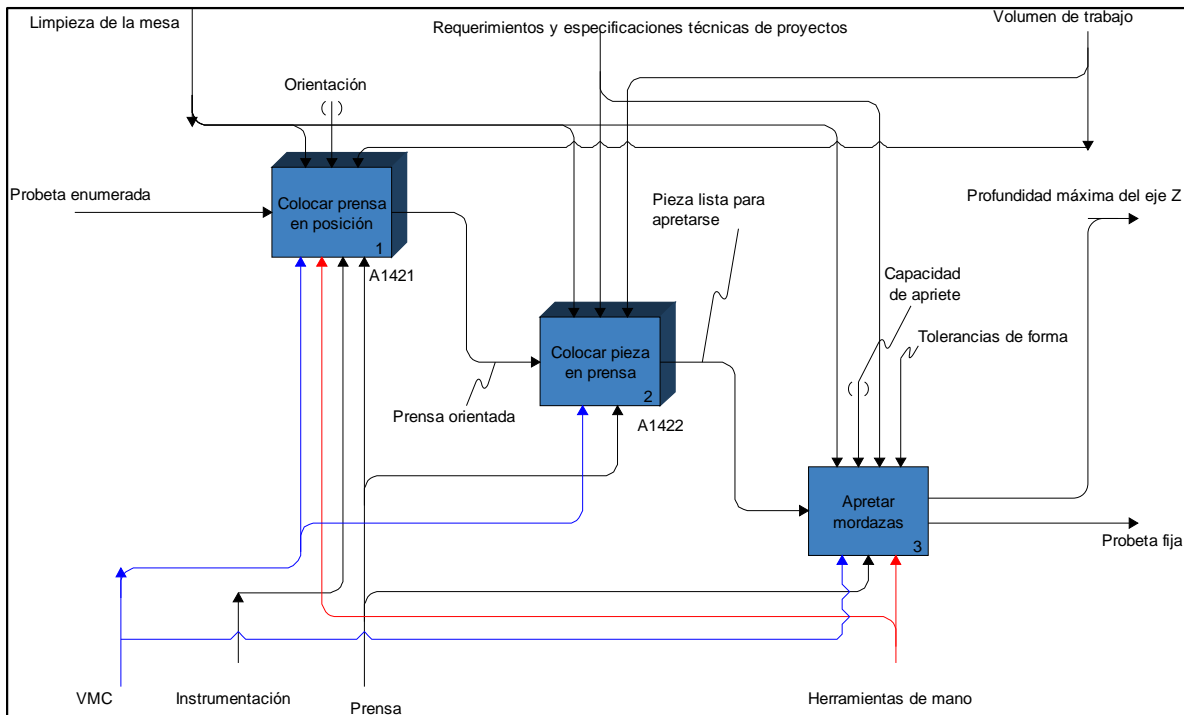 Limpieza de la mesa
Requerimientos y especificaciones técnicas de proyectos
Volumen de trabajo
Orientación
( )
Probeta enumerada
Colocar prensa
en posición
1
A1421
Pieza lista para
apretarse
Profundidad máxima del eje Z
Capacidad
de apriete
Tolerancias de forma
( )
Colocar pieza
en prensa
2
A1422
Prensa orientada
Apretar
mordazas
3
Probeta fija
VMC
Instrumentación
Prensa
Herramientas de mano